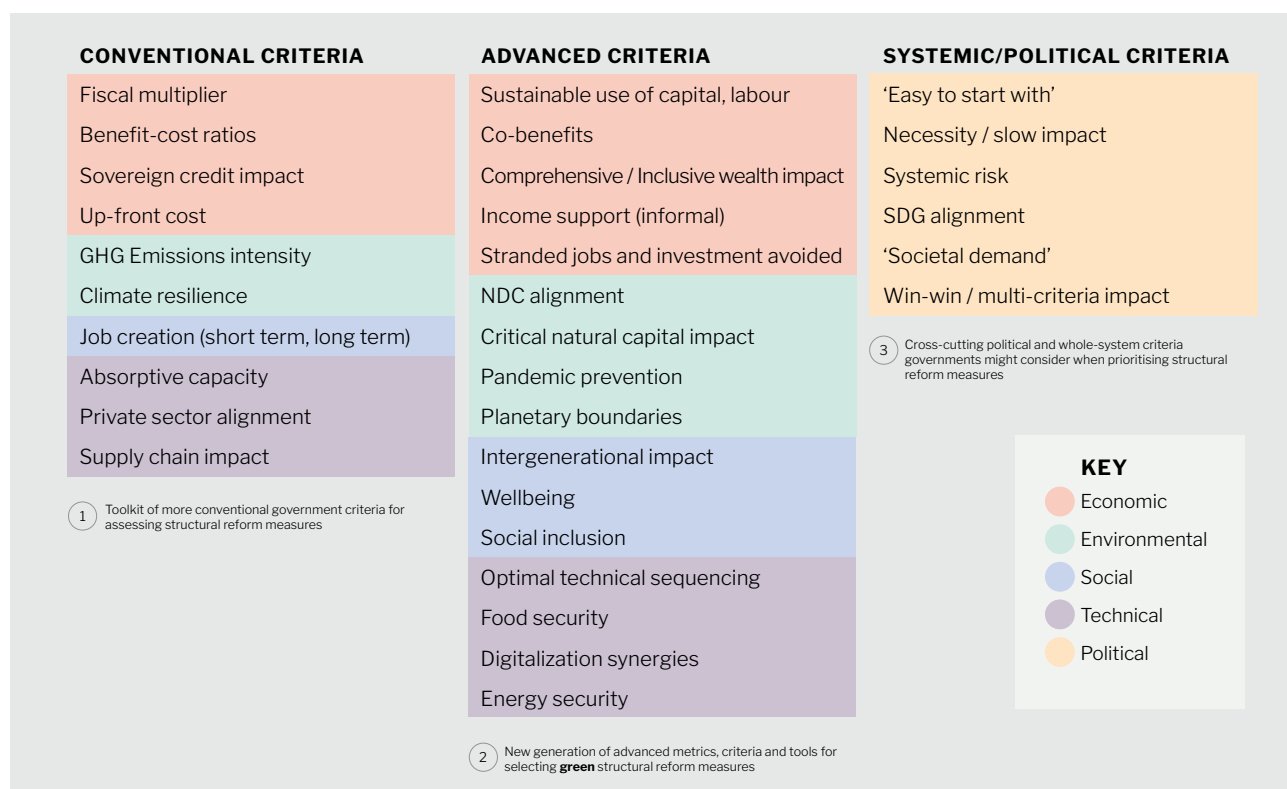 CONVENTIONAL CRITERIA
Fiscal multiplier
Benefit-cost ratios
Sovereign credit impact
Up-front cost
GHG Emissions intensity
Climate resilience
Job creation (short term, long term)
Absorptive capacity
Private sector alignment
Supply chain impact
1
Toolkit of more conventional government criteria for
assessing structural reform measures
ADVANCED CRITERIA
Sustainable use of capital, labour
Co-benefits
Comprehensive / Inclusive wealth impact
Income support (informal)
Stranded jobs and investment avoided
NDC alignment
Critical natural capital impact
Pandemic prevention
Planetary boundaries
Intergenerational impact
Wellbeing
Social inclusion
Optimal technical sequencing
Food security
Digitalization synergies
Energy security
2
New generation of advanced metrics, criteria and tools for
selecting green structural reform measures
SYSTEMIC/POLITICAL CRITERIA
‘Easy to start with’
Necessity / slow impact
Systemic risk
SDG alignment
‘Societal demand’
Win-win / multi-criteria impact
3
Cross-cutting political and whole-system criteria
governments might consider when prioritising structural
reform measures
KEY
Economic
Environmental
Social
Technical
Political